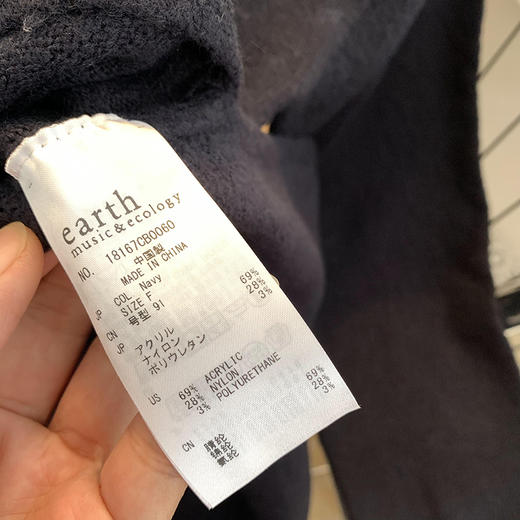 earth
music&ecology
NO. 18167CB0060
中国製
MADE IN CHINA
JP COL Navy
SIZE F
CN 号型 91
JP アクリル 69%
ナイロン 28%
ポリウレタン 3%
US 69% ACRYLIC
28% NYLON
3% POLYURETHANE
CN 腈纶 69%
锦纶 28%
氨纶 3%